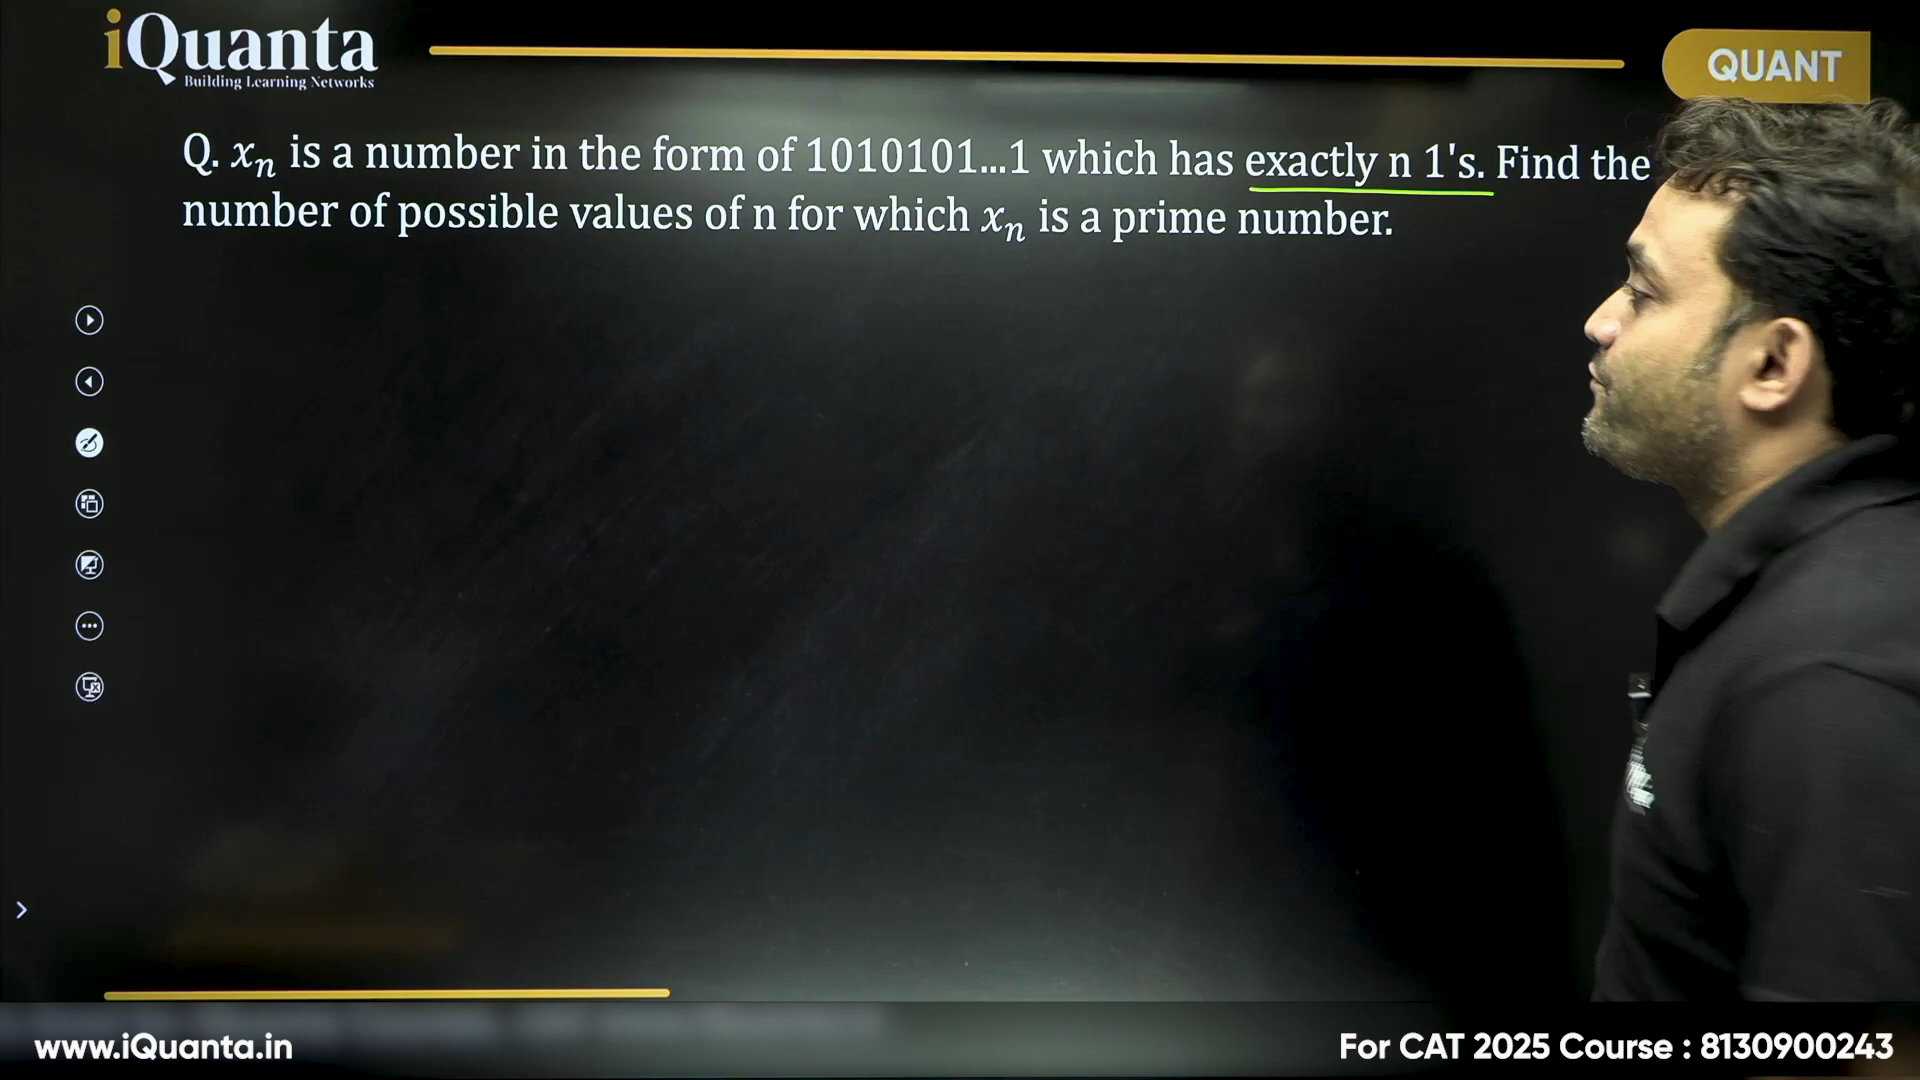 iQuanta
Building Learning Networks
QUANT
Q. xₙ is a number in the form of 1010101...1 which has exactly n 1's. Find the
number of possible values of n for which xₙ is a prime number.
www.iQuanta.in
For CAT 2025 Course : 8130900243